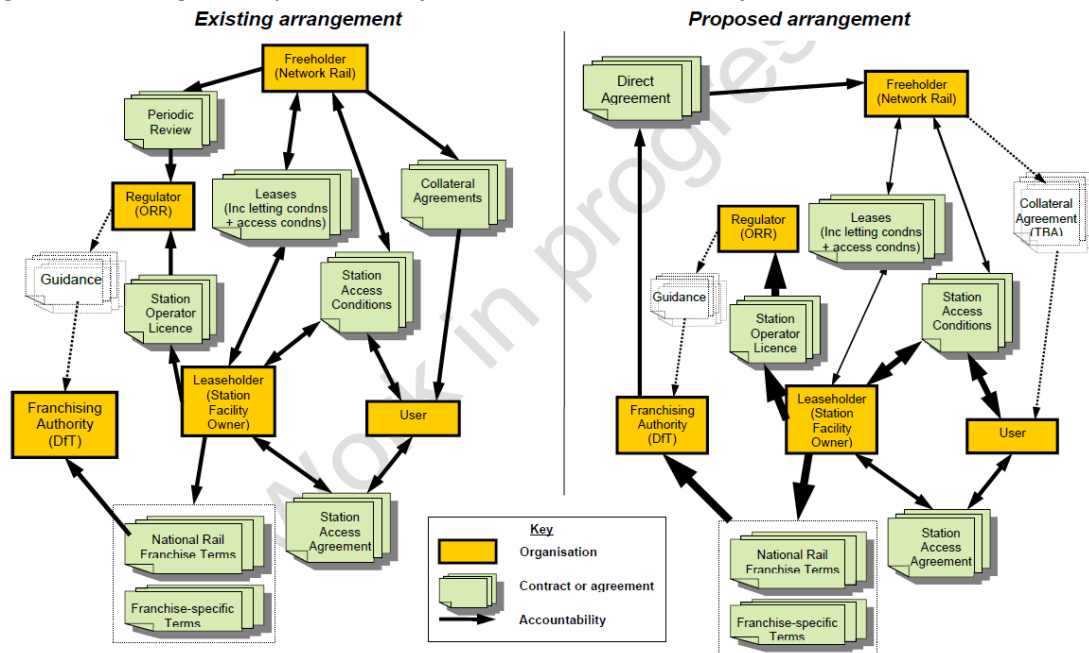 Existing arrangement
Freeholder
(Network Rail)
Periodic
Review
Regulator
(ORR)
Leases
(Inc letting condns
+ access condns)
Collateral
Agreements
Guidance
Station
Operator
Licence
Station
Access
Conditions
Franchising
Authority
(DfT)
Leaseholder
(Station
Facility
Owner)
User
National Rail
Franchise Terms
Franchise-specific
Terms
Station
Access
Agreement
Proposed arrangement
Direct
Agreement
Freeholder
(Network Rail)
Regulator
(ORR)
Leases
(Inc letting condns
+ access condns)
Collateral
Agreement
(TBA)
Guidance
Station
Operator
Licence
Station
Access
Conditions
Franchising
Authority
(DfT)
Leaseholder
(Station
Facility
Owner)
User
National Rail
Franchise Terms
Franchise-specific
Terms
Station
Access
Agreement
Key
Organisation
Contract or agreement
Accountability
Work in progres